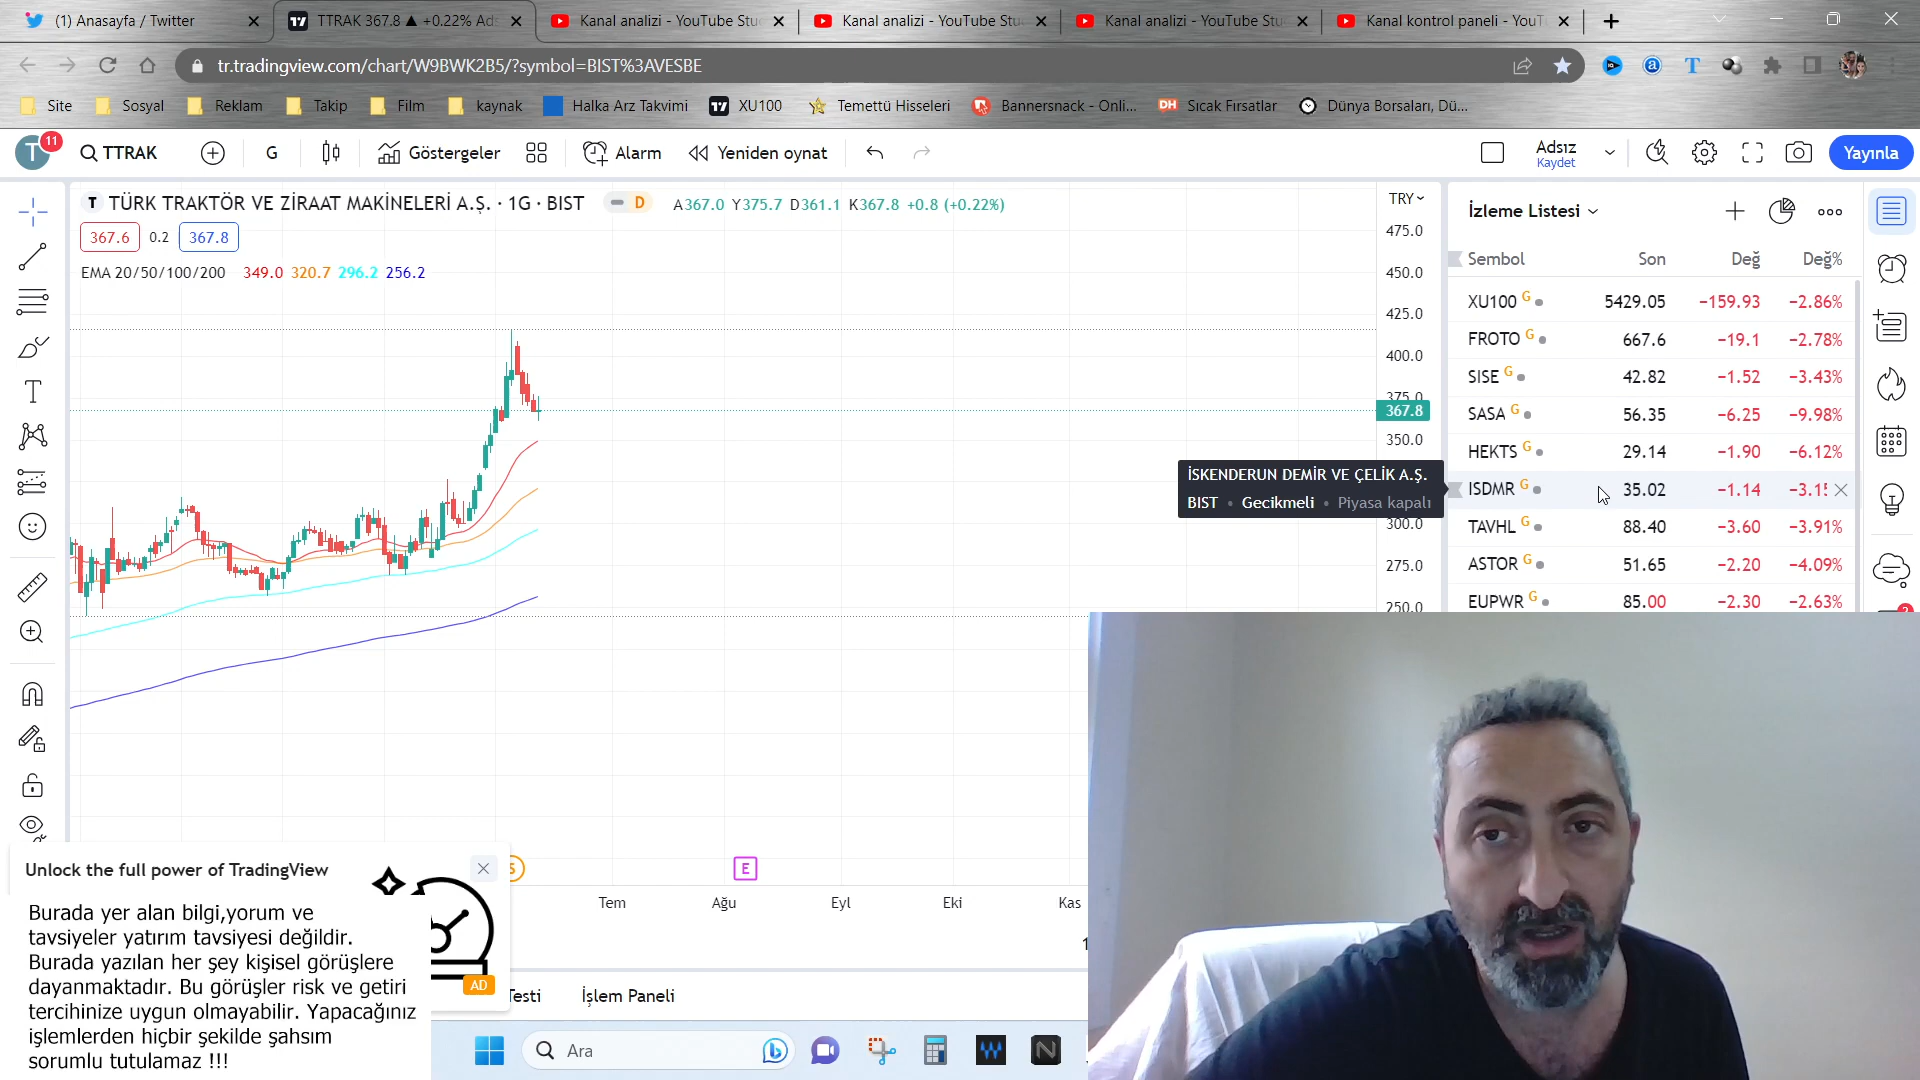 (1) Anasayfa / Twitter
TTRAK 367.8 ▲ +0.22% Ads
Kanal analizi - YouTube Stu
Kanal analizi - YouTube Stu
Kanal analizi - YouTube Stu
Kanal kontrol paneli - YouT
tr.tradingview.com/chart/W9BWK2B5/?symbol=BIST%3AVESBE
Site
Sosyal
Reklam
Takip
Film
kaynak
Halka Arz Takvimi
XU100
Temettü Hisseleri
Bannersnack - Onli...
DH Sıcak Fırsatlar
Dünya Borsaları, Dü...
T 11
TTRAK
G
Göstergeler
Alarm
Yeniden oynat
Adsız
Kaydet
Yayınla
T TÜRK TRAKTÖR VE ZİRAAT MAKİNELERİ A.Ş. · 1G · BIST
D
A367.0 Y375.7 D361.1 K367.8 +0.8 (+0.22%)
367.6 0.2 367.8
EMA 20/50/100/200 349.0 320.7 296.2 256.2
TRY
475.0
450.0
425.0
400.0
375.0
367.8
350.0
300.0
275.0
250.0
İSKENDERUN DEMİR VE ÇELİK A.Ş.
BIST • Gecikmeli • Piyasa kapalı
İzleme Listesi
Sembol Son Değ Değ%
XU100 G 5429.05 −159.93 −2.86%
FROTO G 667.6 −19.1 −2.78%
SISE G 42.82 −1.52 −3.43%
SASA G 56.35 −6.25 −9.98%
HEKTS G 29.14 −1.90 −6.12%
ISDMR G 35.02 −1.14
TAVHL G 88.40 −3.60 −3.91%
ASTOR G 51.65 −2.20 −4.09%
EUPWR G 85.00 −2.30 −2.63%
E
Tem
Ağu
Eyl
Eki
Kas
Unlock the full power of TradingView
AD
Burada yer alan bilgi,yorum ve
tavsiyeler yatırım tavsiyesi değildir.
Burada yazılan her şey kişisel görüşlere
dayanmaktadır. Bu görüşler risk ve getiri
tercihinize uygun olmayabilir. Yapacağınız
işlemlerden hiçbir şekilde şahsım
sorumlu tutulamaz !!!
İşlem Paneli
Ara